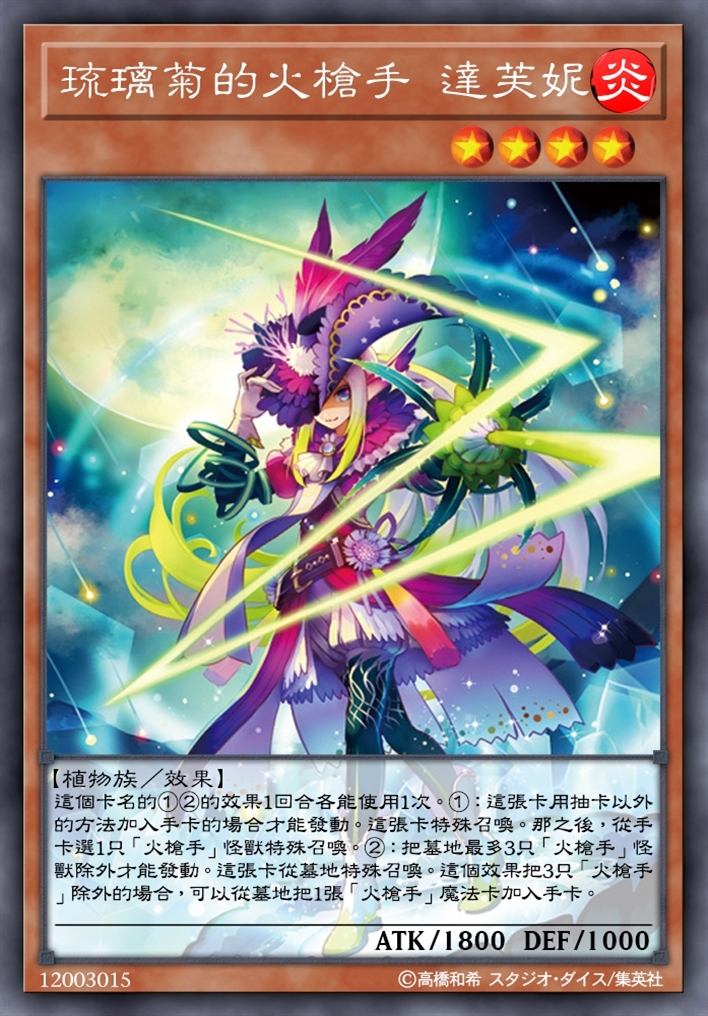 琉璃菊的火槍手 達芙妮 炎
【植物族／效果】
這個卡名的①②的效果1回合各能使用1次。①：這張卡用抽卡以外
的方法加入手卡的場合才能發動。這張卡特殊召喚。那之後，從手
卡選1只「火槍手」怪獸特殊召喚。②：把墓地最多3只「火槍手」怪
獸除外才能發動。這張卡從墓地特殊召喚。這個效果把3只「火槍手
」除外的場合，可以從墓地把1張「火槍手」魔法卡加入手卡。
ATK/1800 DEF/1000
12003015 ©高橋和希 スタジオ・ダイス/集英社